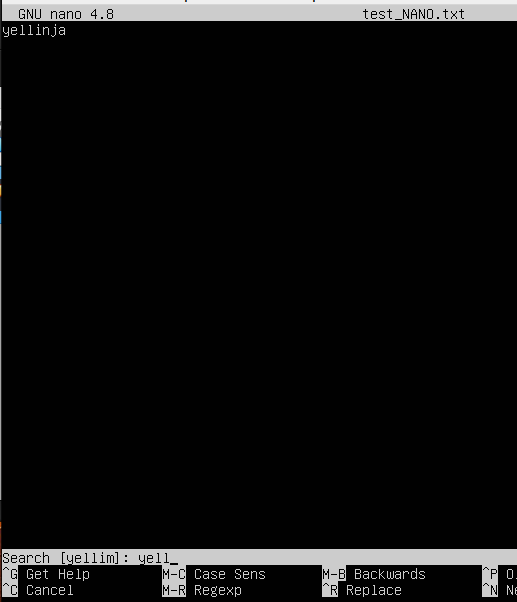 GNU nano 4.8 test_NANO.txt
yellinja
Search [yellim]: yell_
^G Get Help M-C Case Sens M-B Backwards ^P
^C Cancel M-R Regexp ^R Replace ^N